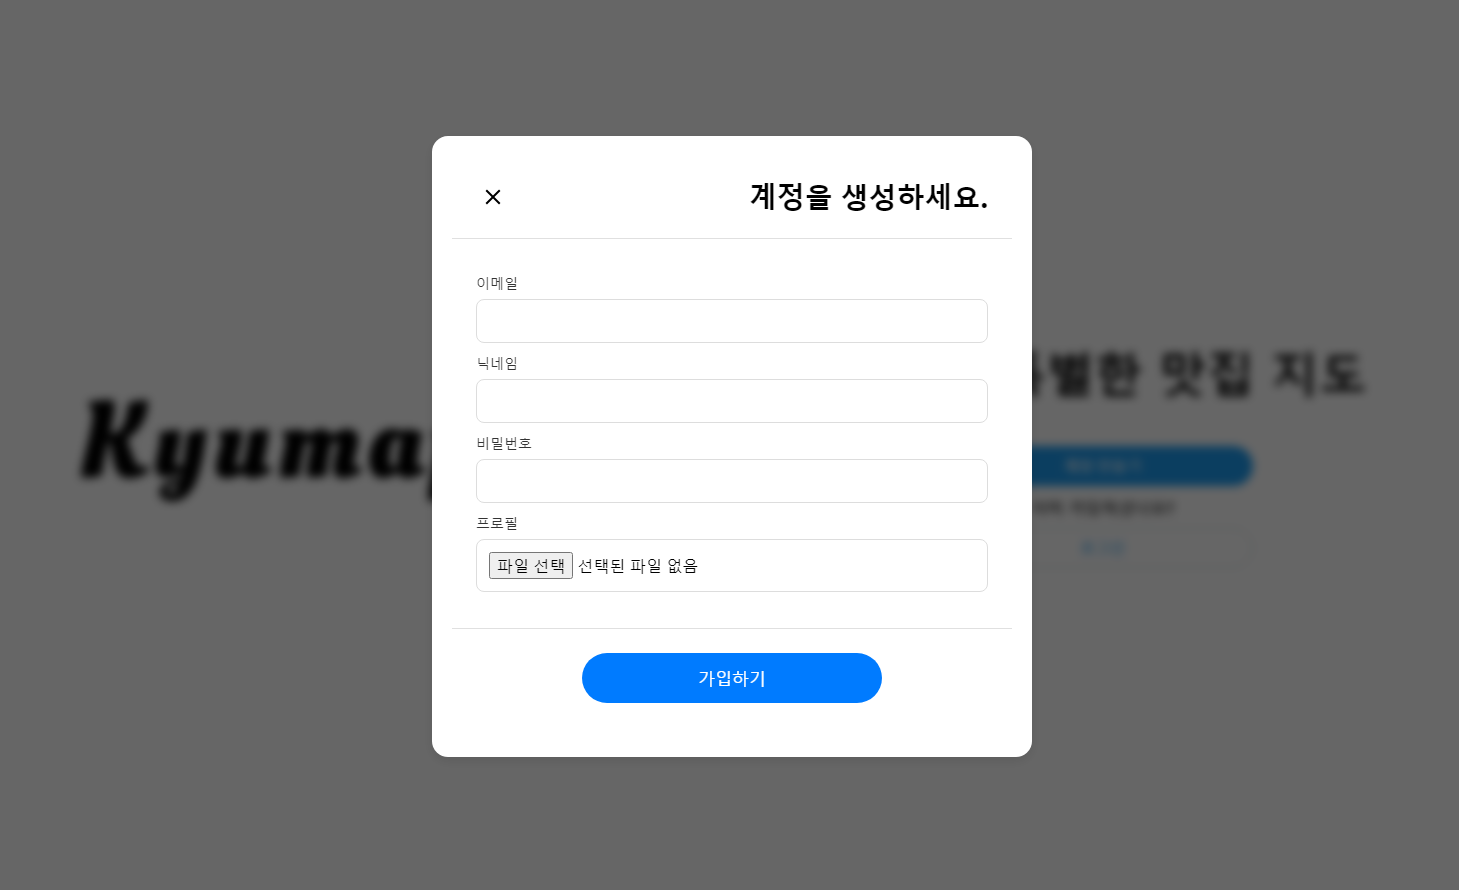 계정을 생성하세요.
이메일
닉네임
비밀번호
프로필
파일 선택 선택된 파일 없음
가입하기
Kyuma
별한 맛집 지도